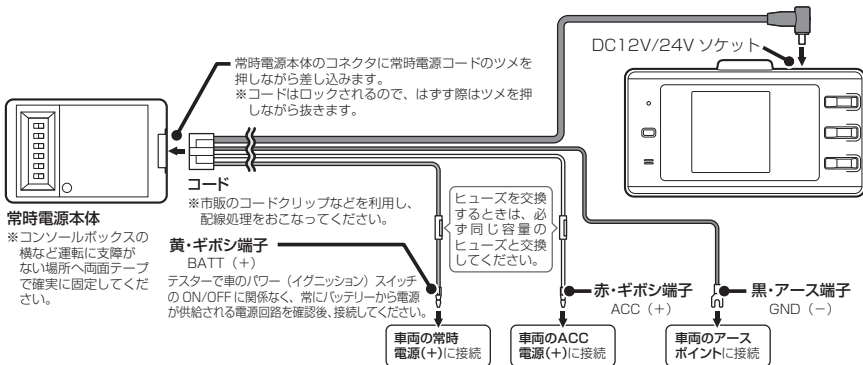 常時電源本体のコネクタに常時電源コードのツメを
押しながら差し込みます。
※コードはロックされるので、はずす際はツメを押
しながら抜きます。
DC12V/24V ソケット
コード
※市販のコードクリップなどを利用し、
配線処理をおこなってください。
常時電源本体
※コンソールボックスの
横など運転に支障が
ない場所へ両面テープ
で確実に固定してくだ
さい。
ヒューズを交換
するときは、必
ず同じ容量の
ヒューズと交換
してください。
黄・ギボシ端子
BATT（+）
テスターで車のパワー（イグニッション）スイッチ
の ON/OFF に関係なく、常にバッテリーから電源
が供給される電源回路を確認後、接続してください。
赤・ギボシ端子
ACC（+）
黒・アース端子
GND（−）
車両の常時
電源(+)に接続
車両のACC
電源(+)に接続
車両のアース
ポイントに接続